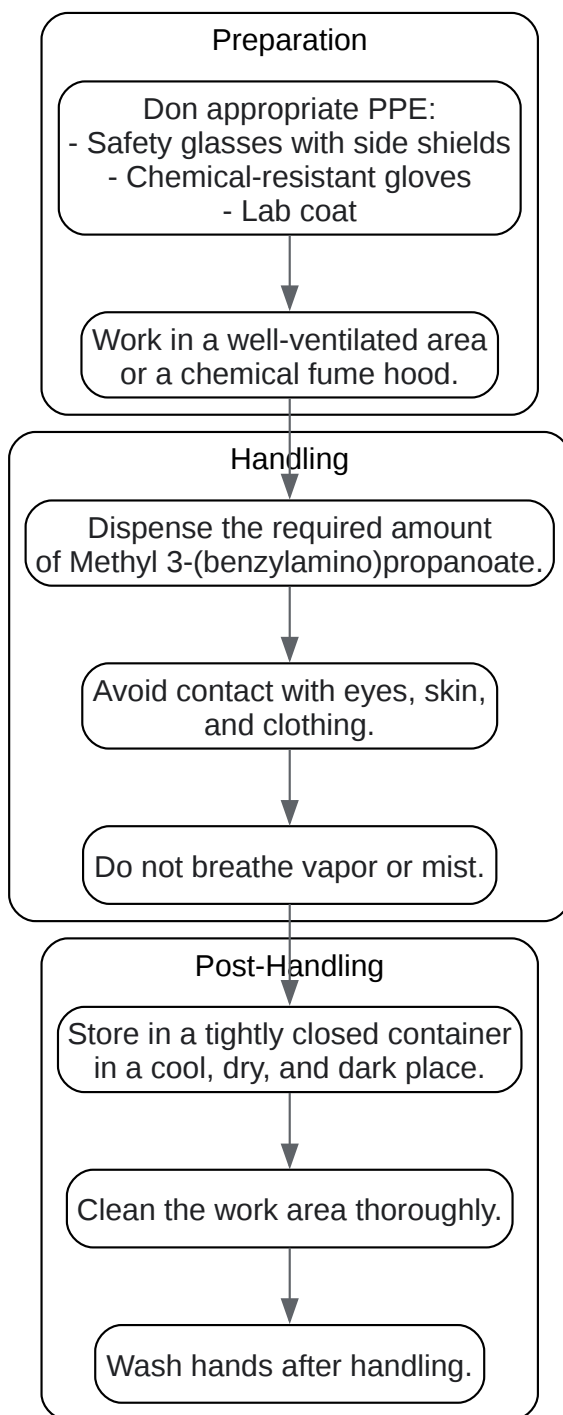 Preparation
Don appropriate PPE:
- Safety glasses with side shields
- Chemical-resistant gloves
- Lab coat
Work in a well-ventilated area
or a chemical fume hood.
Handling
Dispense the required amount
of Methyl 3-(benzylamino)propanoate.
Avoid contact with eyes, skin,
and clothing.
Do not breathe vapor or mist.
Post-Handling
Store in a tightly closed container
in a cool, dry, and dark place.
Clean the work area thoroughly.
Wash hands after handling.